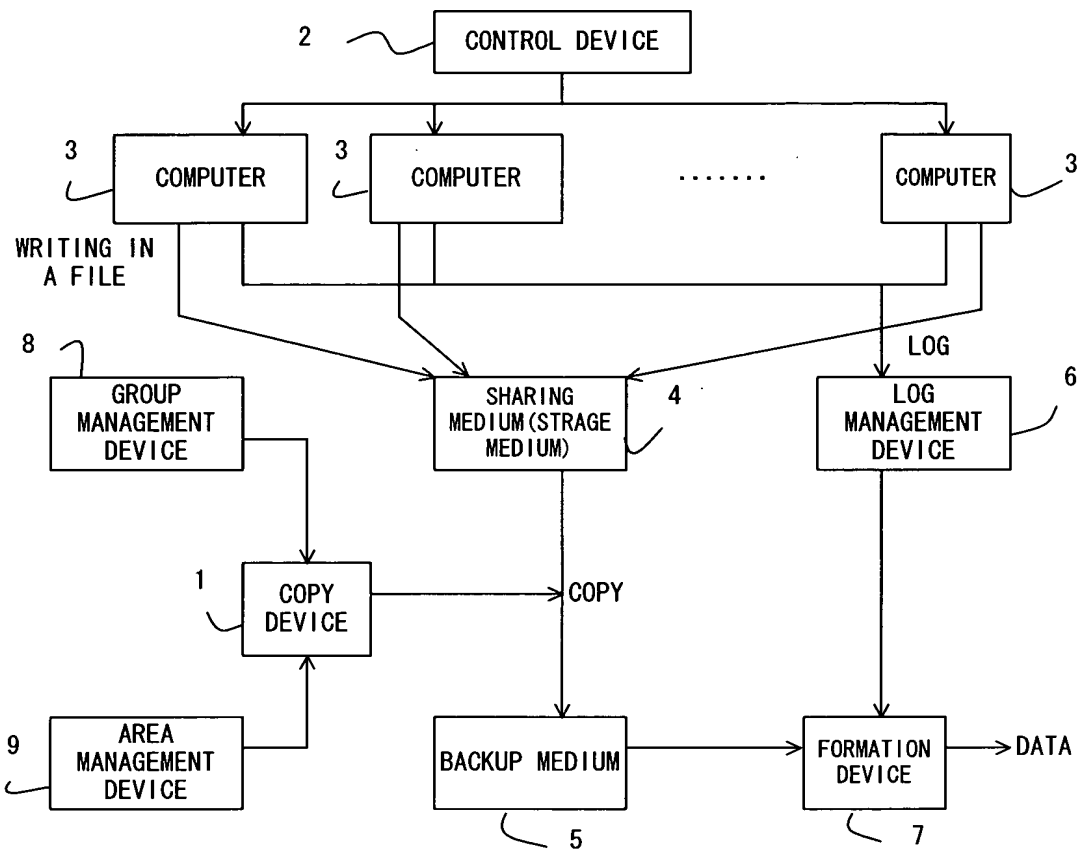 2
CONTROL DEVICE
3
COMPUTER
3
COMPUTER
.......
COMPUTER
3
WRITING IN
A FILE
LOG
8
GROUP
MANAGEMENT
DEVICE
SHARING
MEDIUM(STRAGE
MEDIUM)
4
LOG
MANAGEMENT
DEVICE
6
1
COPY
DEVICE
COPY
9
AREA
MANAGEMENT
DEVICE
BACKUP MEDIUM
5
FORMATION
DEVICE
7
DATA